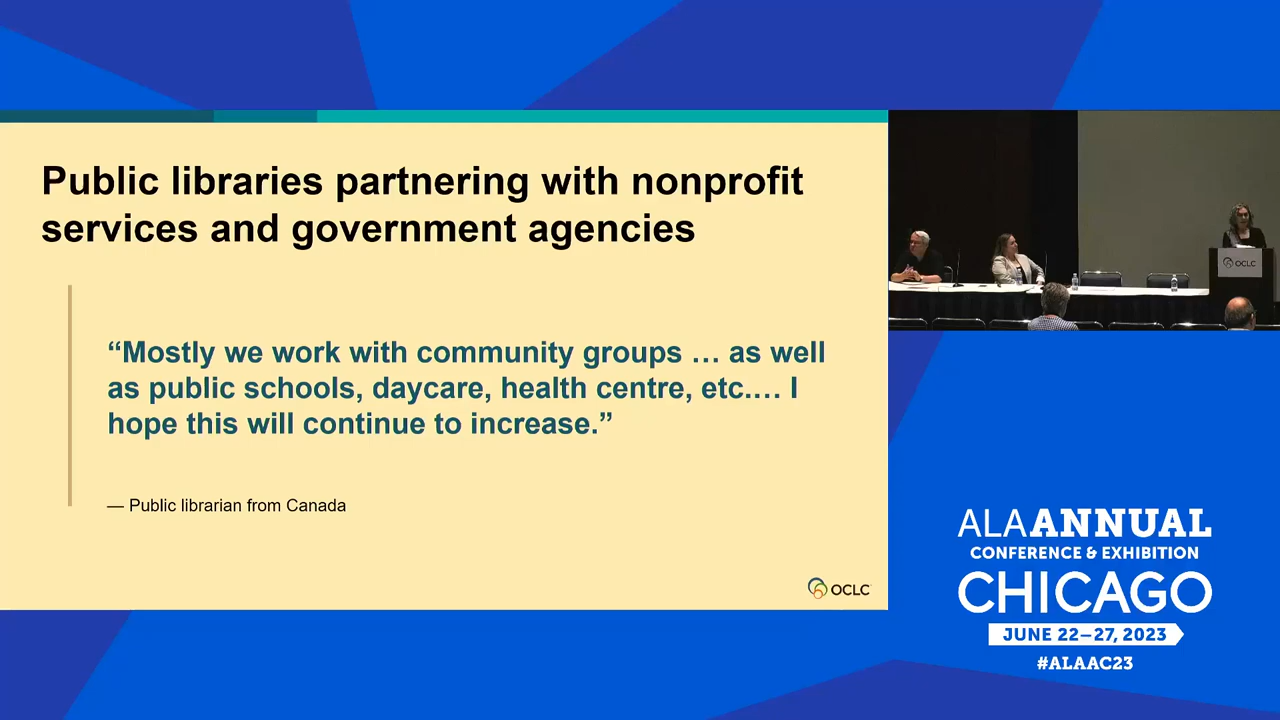 Public libraries partnering with nonprofit
services and government agencies
“Mostly we work with community groups … as well
as public schools, daycare, health centre, etc.… I
hope this will continue to increase.”
— Public librarian from Canada
OCLC
OCLC
ALA ANNUAL
CONFERENCE & EXHIBITION
CHICAGO
JUNE 22–27, 2023
#ALAAC23